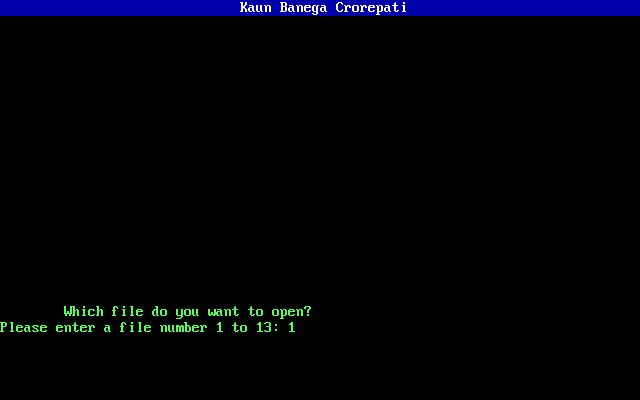 Kaun Banega Crorepati
Which file do you want to open?
Please enter a file number 1 to 13: 1